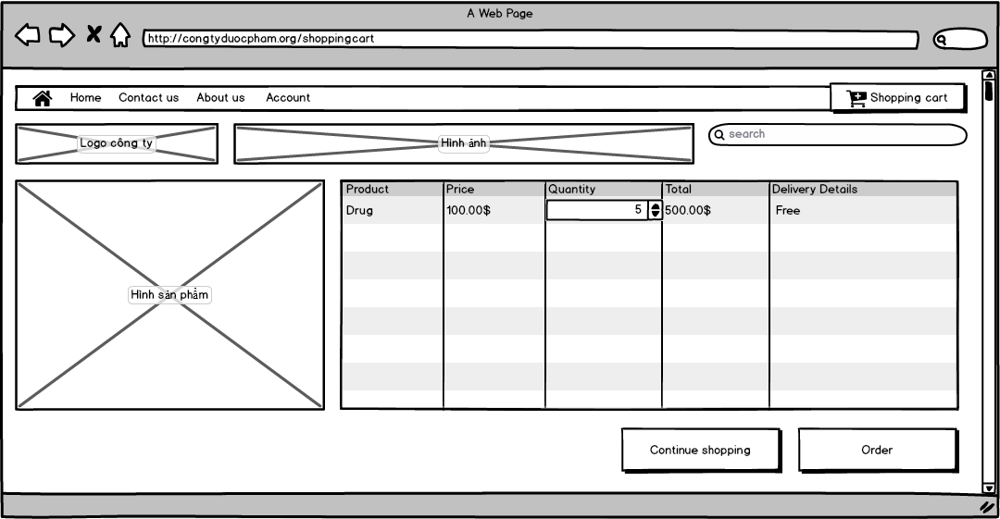 A Web Page
http://congtyduocpham.org/shoppingcart
Home Contact us About us Account Shopping cart
Logo công ty
Hình ảnh
search
Product Price Quantity Total Delivery Details
Drug 100.00$ 5 500.00$ Free
Hình sản phẩm
Continue shopping Order